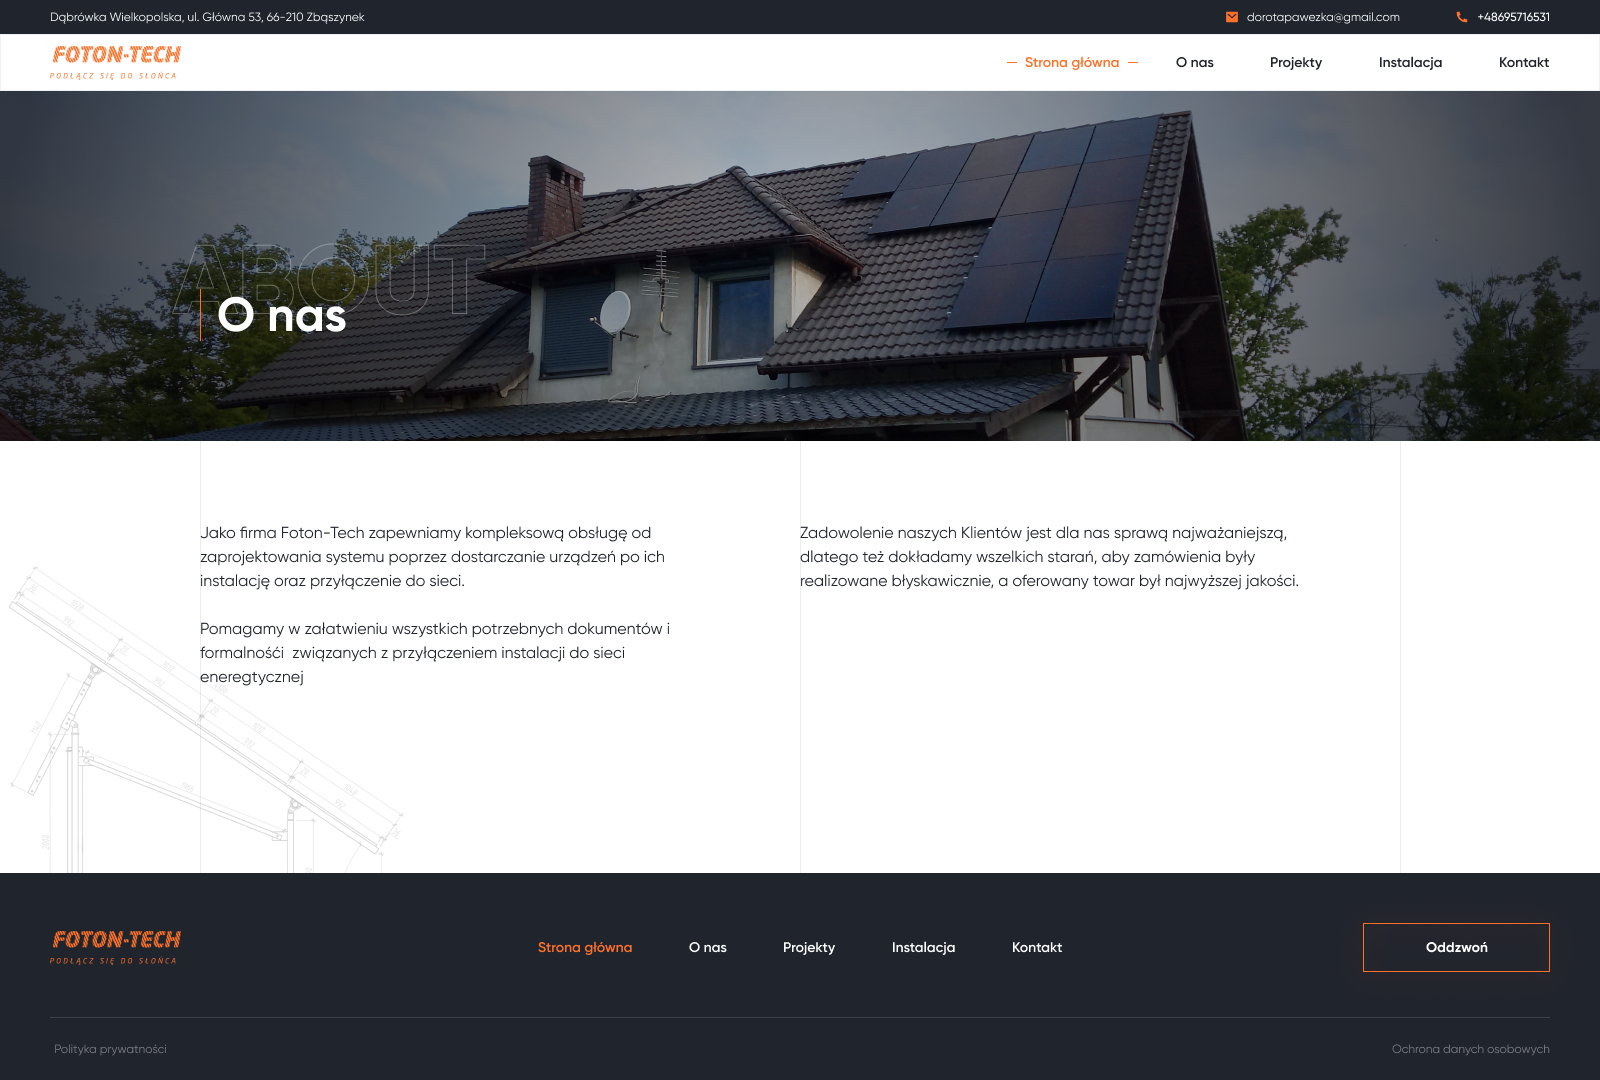 Dąbrówka Wielkopolska, ul. Główna 53, 66-210 Zbąszynek
dorotapawezka@gmail.com
+48695716531
FOTON-TECH
PODŁĄCZ SIĘ DO SŁOŃCA
Strona główna
O nas
Projekty
Instalacja
Kontakt
ABOUT
O nas
Jako firma Foton-Tech zapewniamy kompleksową obsługę od
zaprojektowania systemu poprzez dostarczanie urządzeń po ich
instalację oraz przyłączenie do sieci.
Pomagamy w załatwieniu wszystkich potrzebnych dokumentów i
formalnośći  związanych z przyłączeniem instalacji do sieci
eneregtycznej
Zadowolenie naszych Klientów jest dla nas sprawą najważaniejszą,
dlatego też dokładamy wszelkich starań, aby zamówienia były
realizowane błyskawicznie, a oferowany towar był najwyższej jakości.
FOTON-TECH
PODŁĄCZ SIĘ DO SŁOŃCA
Strona główna
O nas
Projekty
Instalacja
Kontakt
Oddzwoń
Polityka prywatności
Ochrona danych osobowych